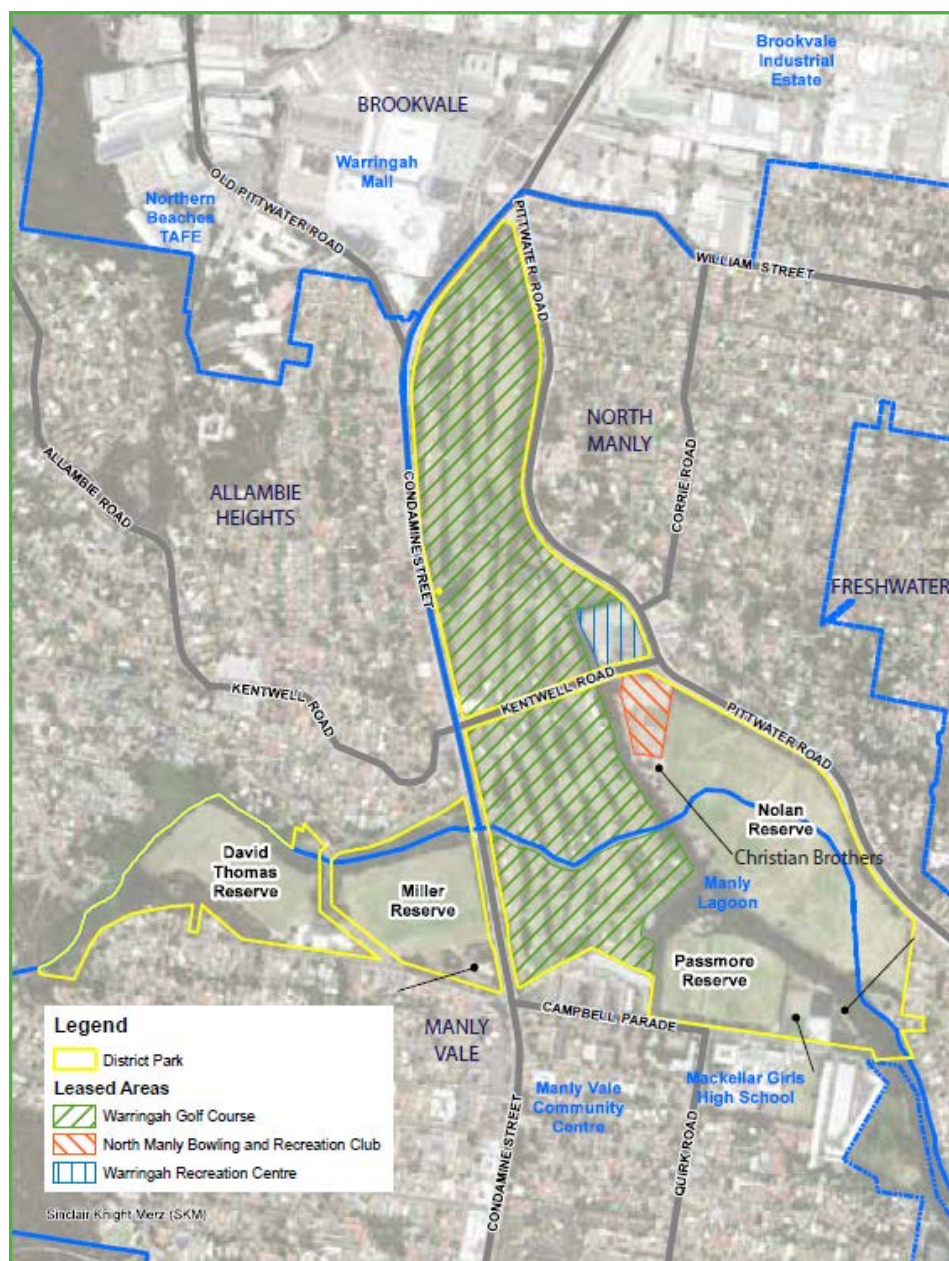 Brookvale
Industrial
Estate
BROOKVALE
Warringah
Mall
OLD PITTWATER ROAD
Northern
Beaches
TAFE
PITTWATER ROAD
WILLIAM STREET
NORTH
MANLY
CORRIE ROAD
ALLAMBIE ROAD
ALLAMBIE
HEIGHTS
CONDAMINE STREET
FRESHWATER
KENTWELL ROAD
KENTWELL ROAD
PITTWATER ROAD
Nolan
Reserve
Christian Brothers
David
Thomas
Reserve
Miller
Reserve
Manly
Lagoon
Passmore
Reserve
CAMPBELL PARADE
MANLY
VALE
Manly Vale
Community
Centre
Mackellar Girls
High School
CONDAMINE STREET
QUIRK ROAD
Legend
District Park
Leased Areas
Warringah Golf Course
North Manly Bowling and Recreation Club
Warringah Recreation Centre
Sinclair Knight Merz (SKM)